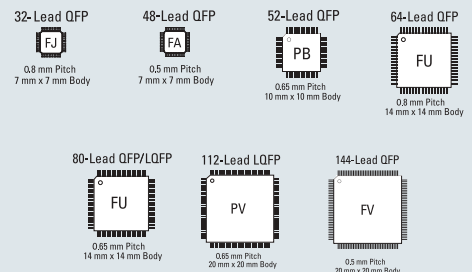 32-Lead QFP
FJ
0.8 mm Pitch
7 mm x 7 mm Body
48-Lead QFP
FA
0.5 mm Pitch
7 mm x 7 mm Body
52-Lead QFP
PB
0.65 mm Pitch
10 mm x 10 mm Body
64-Lead QFP
FU
0.8 mm Pitch
14 mm x 14 mm Body
80-Lead QFP/LQFP
FU
0.65 mm Pitch
14 mm x 14 mm Body
112-Lead LQFP
PV
0.65 mm Pitch
20 mm x 20 mm Body
144-Lead QFP
FV
0.5 mm Pitch
20 mm x 20 mm Body